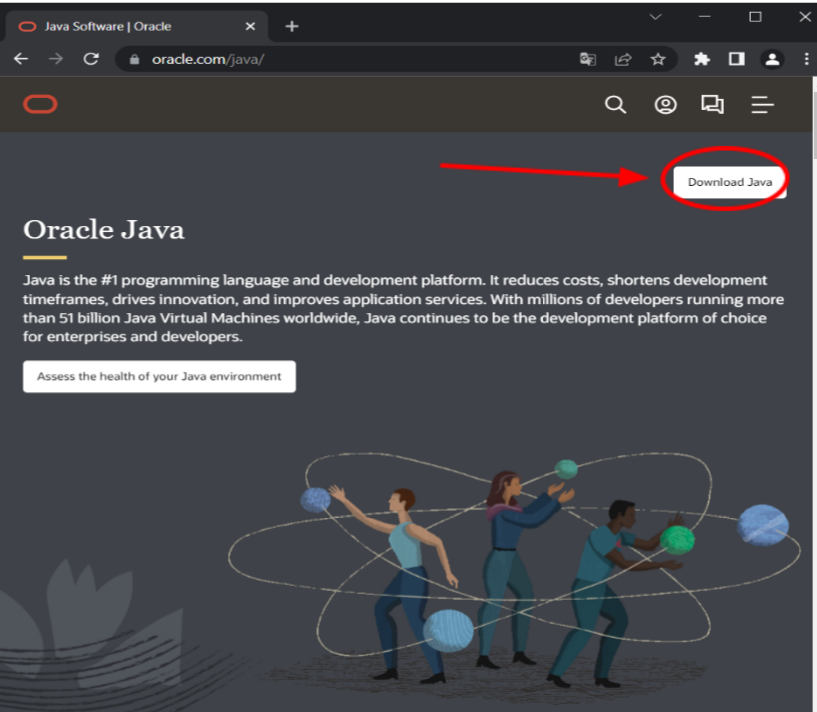 Java Software | Oracle
oracle.com/java/
Download Java
Oracle Java
Java is the #1 programming language and development platform. It reduces costs, shortens development
timeframes, drives innovation, and improves application services. With millions of developers running more
than 51 billion Java Virtual Machines worldwide, Java continues to be the development platform of choice
for enterprises and developers.
Assess the health of your Java environment